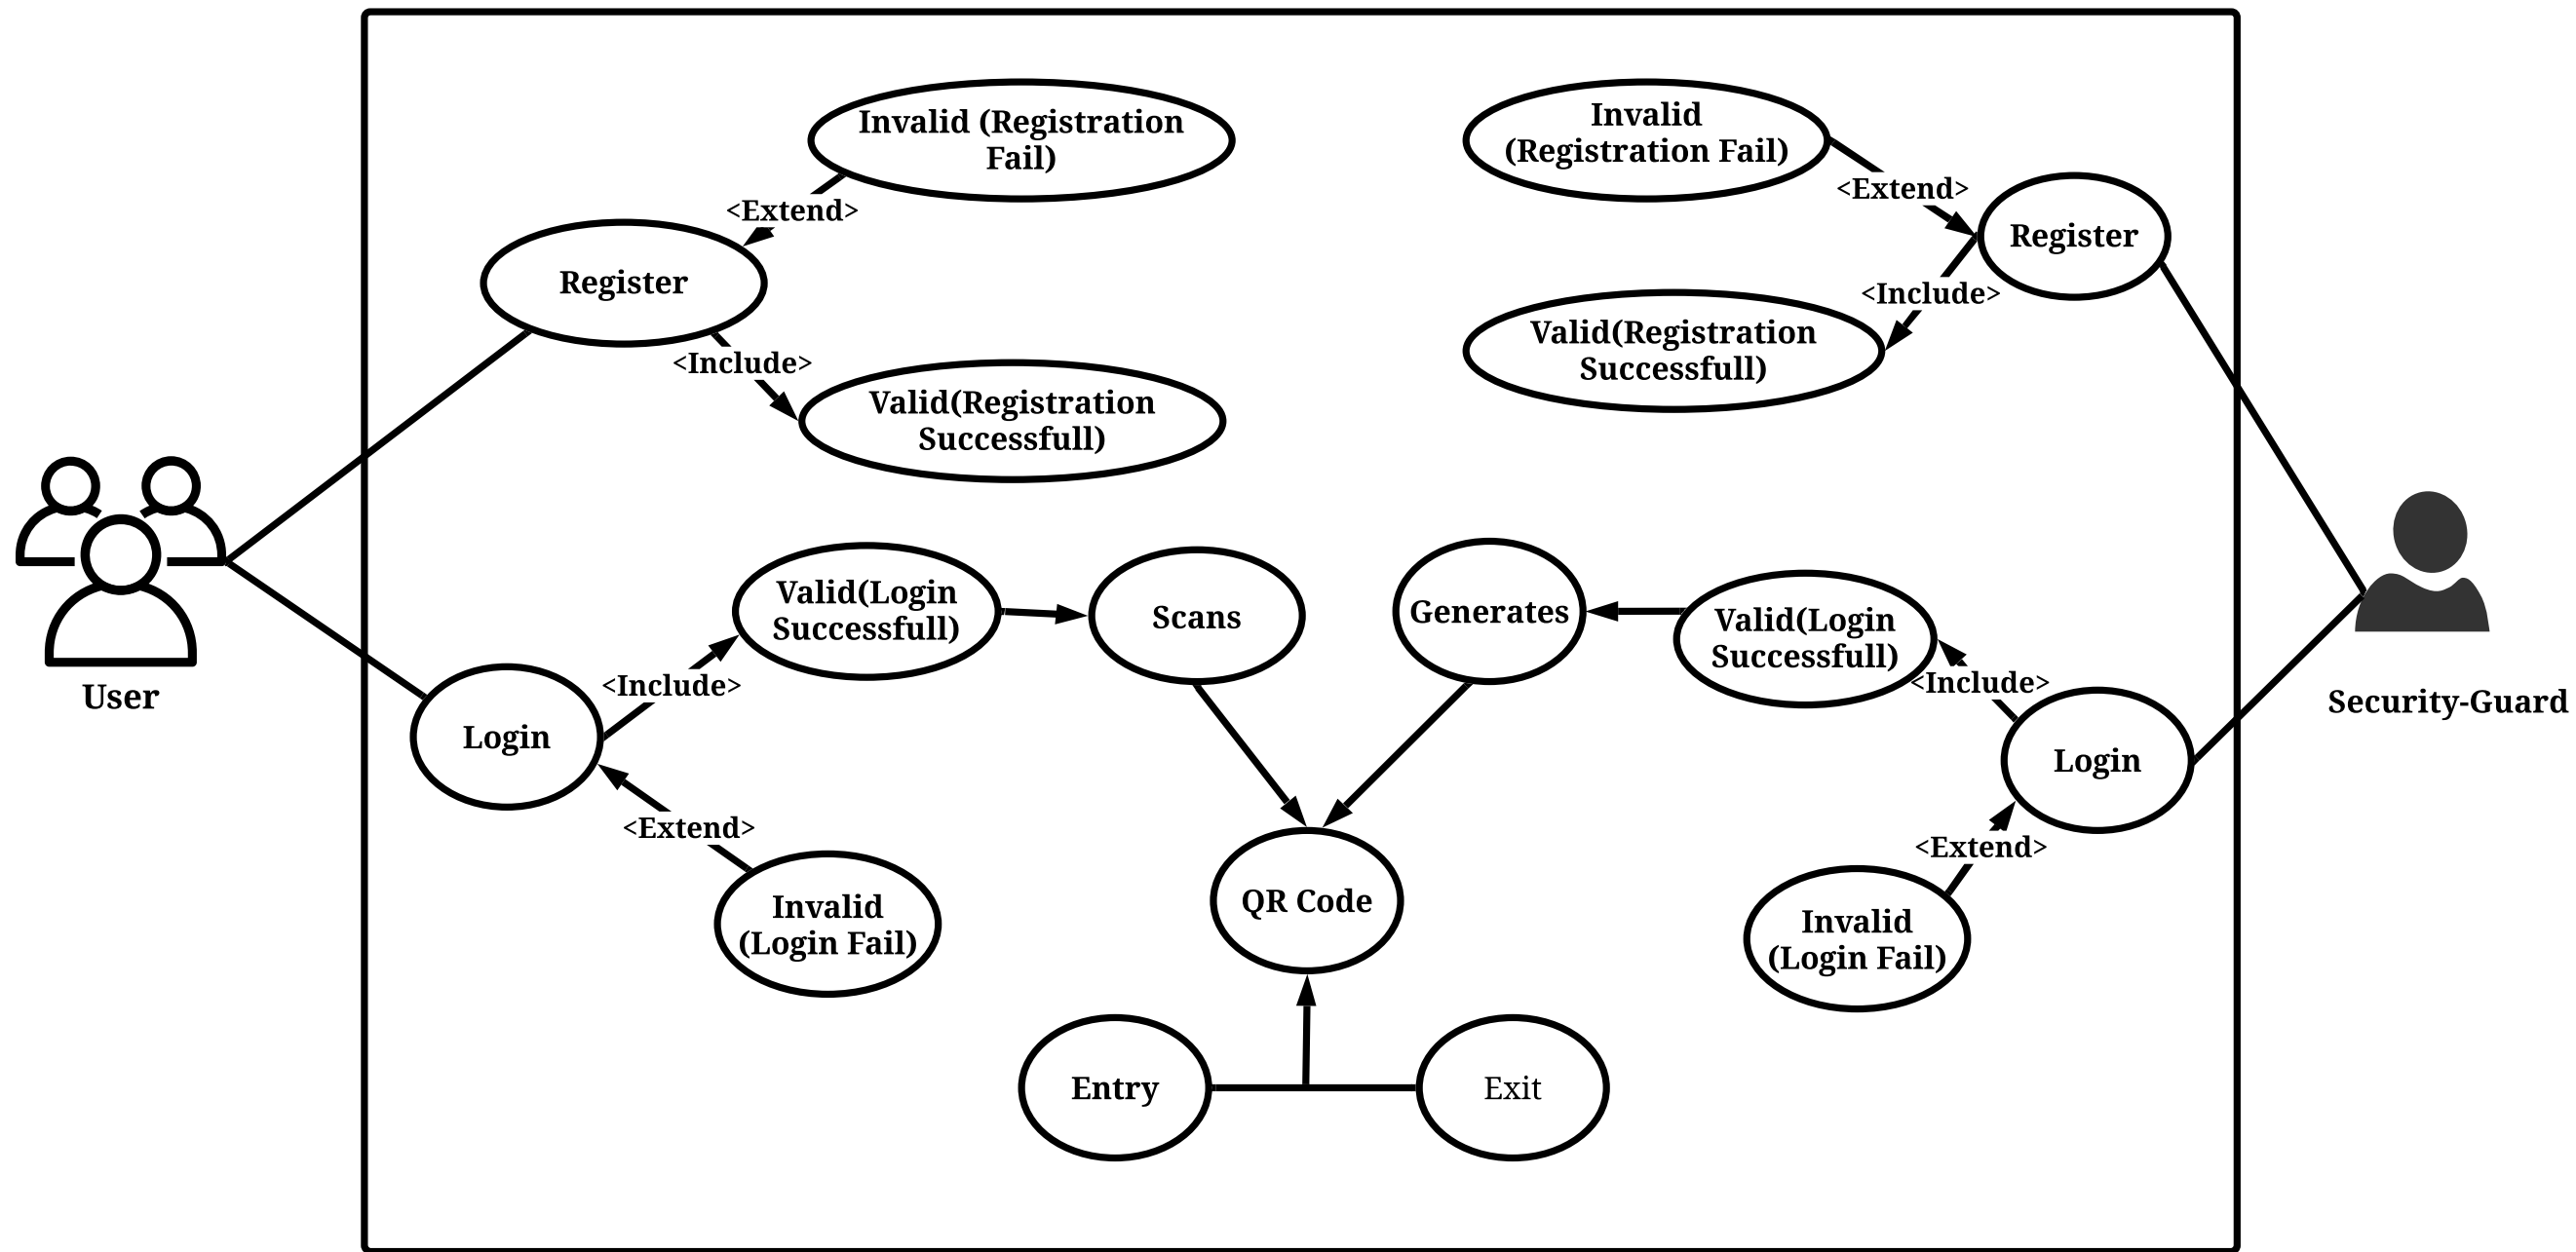 Invalid (Registration
Fail)
<Extend>
Register
<Include>
Valid(Registration
Successfull)
Invalid
(Registration Fail)
<Extend>
Register
<Include>
Valid(Registration
Successfull)
User
Login
<Include>
Valid(Login
Successfull)
Scans
<Extend>
Invalid
(Login Fail)
Generates
Valid(Login
Successfull)
<Include>
Login
Security-Guard
<Extend>
Invalid
(Login Fail)
QR Code
Entry
Exit